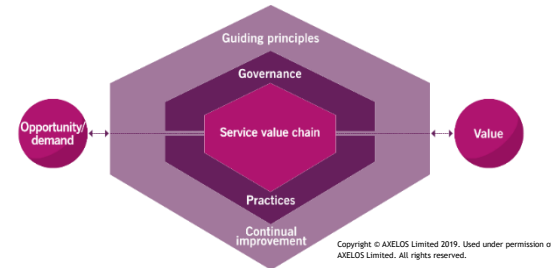 Guiding principles
Governance
Opportunity/
demand
Service value chain
Value
Practices
Continual
improvement
Copyright © AXELOS Limited 2019. Used under permission o
AXELOS Limited. All rights reserved.